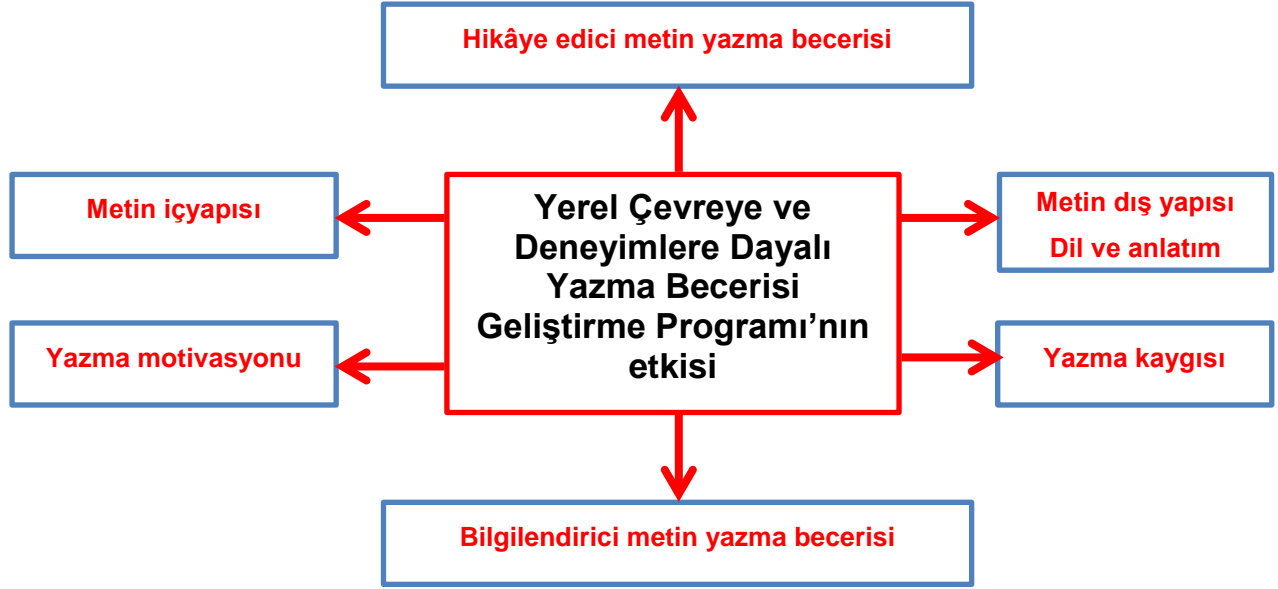 Hikâye edici metin yazma becerisi
Metin içyapısı
Yerel Çevreye ve
Deneyimlere Dayalı
Yazma Becerisi
Geliştirme Programı’nın
etkisi
Metin dış yapısı
Dil ve anlatım
Yazma motivasyonu
Yazma kaygısı
Bilgilendirici metin yazma becerisi